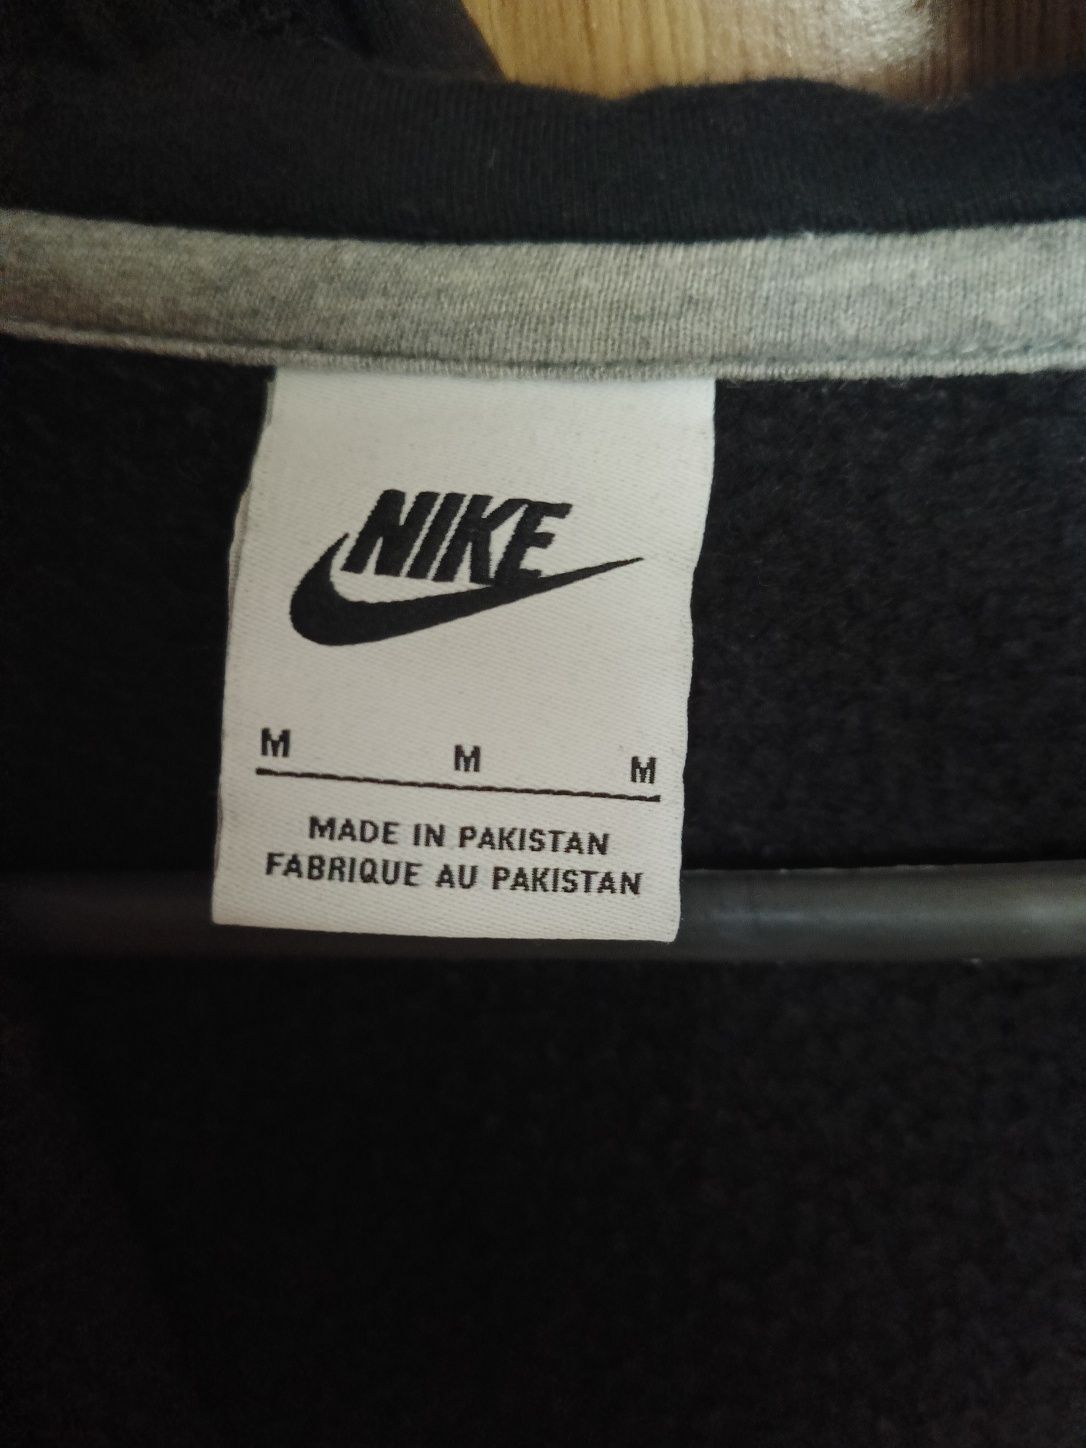 NIKE
M M M
MADE IN PAKISTAN
FABRIQUE AU PAKISTAN